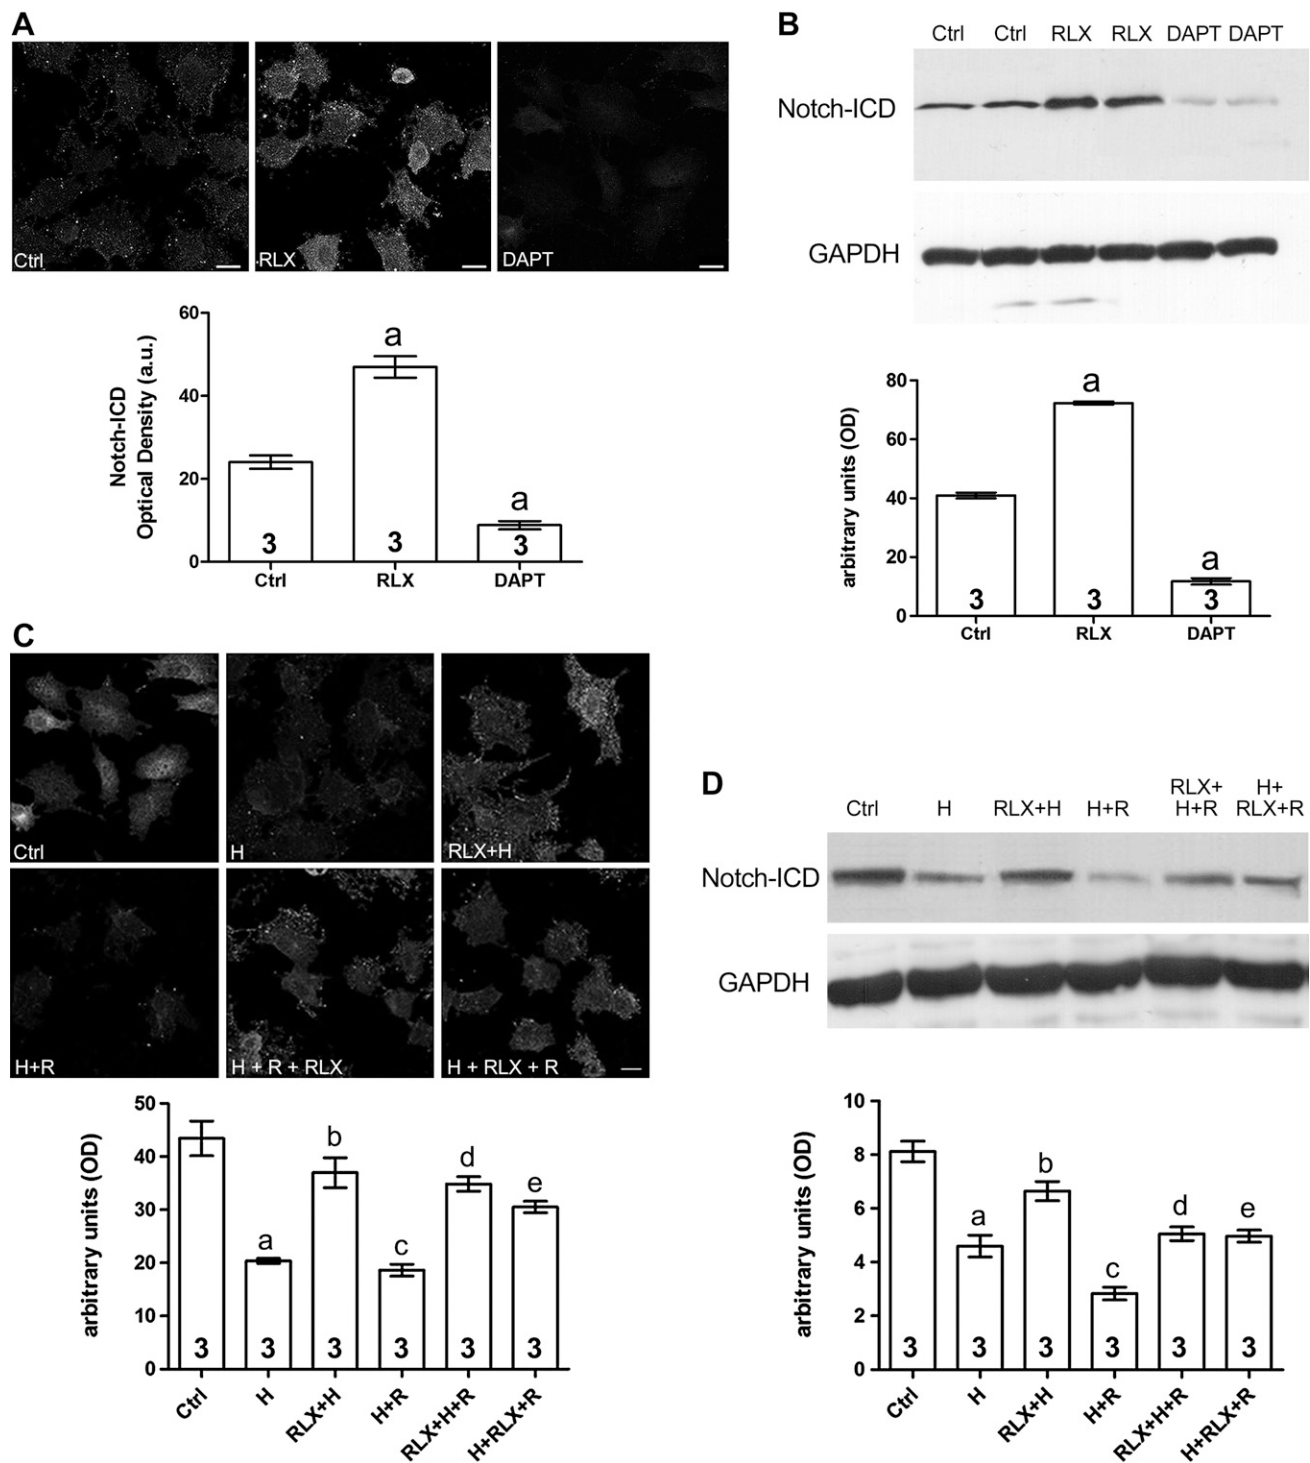 A
Ctrl
RLX
DAPT
Notch-ICD
Optical Density (a.u.)
60
40
20
0
a
a
3
3
3
Ctrl
RLX
DAPT
B
Ctrl Ctrl RLX RLX DAPT DAPT
Notch-ICD
GAPDH
arbitrary units (OD)
80
60
40
20
0
a
a
3
3
3
Ctrl
RLX
DAPT
C
Ctrl
H
RLX+H
H+R
H + R + RLX
H + RLX + R
arbitrary units (OD)
50
40
30
20
10
0
a
b
c
d
e
3
3
3
3
3
3
Ctrl
H
RLX+H
H+R
RLX+H+R
H+RLX+R
D
Ctrl
H
RLX+H
H+R
RLX+
H+R
H+
RLX+R
Notch-ICD
GAPDH
arbitrary units (OD)
10
8
6
4
2
0
a
b
c
d
e
3
3
3
3
3
3
Ctrl
H
RLX+H
H+R
RLX+H+R
H+RLX+R